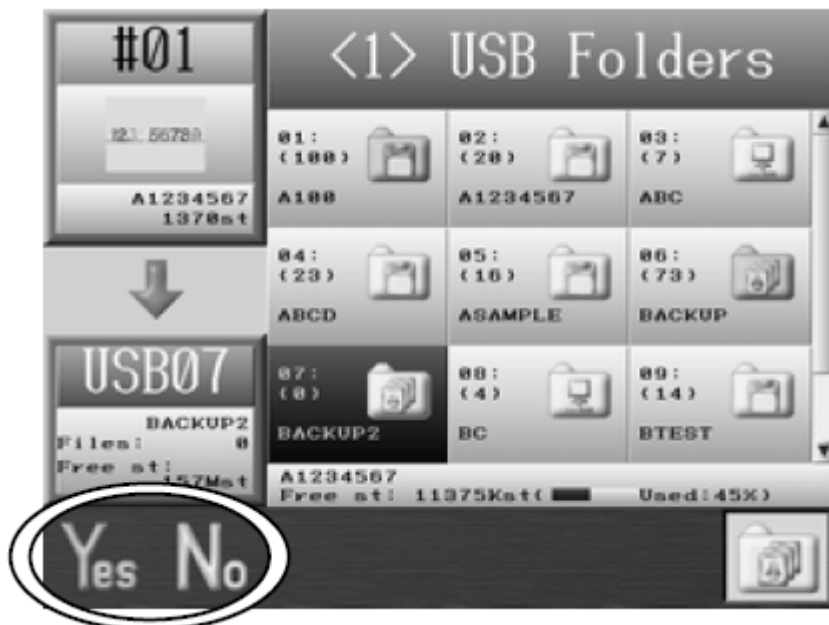 #01
A1234567
1370st
USB07
BACKUP2
Files: 0
Free st:
157Mst
<1> USB Folders
01:
(100)
A100
02:
(20)
A1234567
03:
(7)
ABC
04:
(23)
ABCD
05:
(16)
ASAMPLE
06:
(73)
BACKUP
07:
(0)
BACKUP2
08:
(4)
BC
09:
(14)
BTEST
A1234567
Free st: 11375Kst( Used:45%)
Yes No